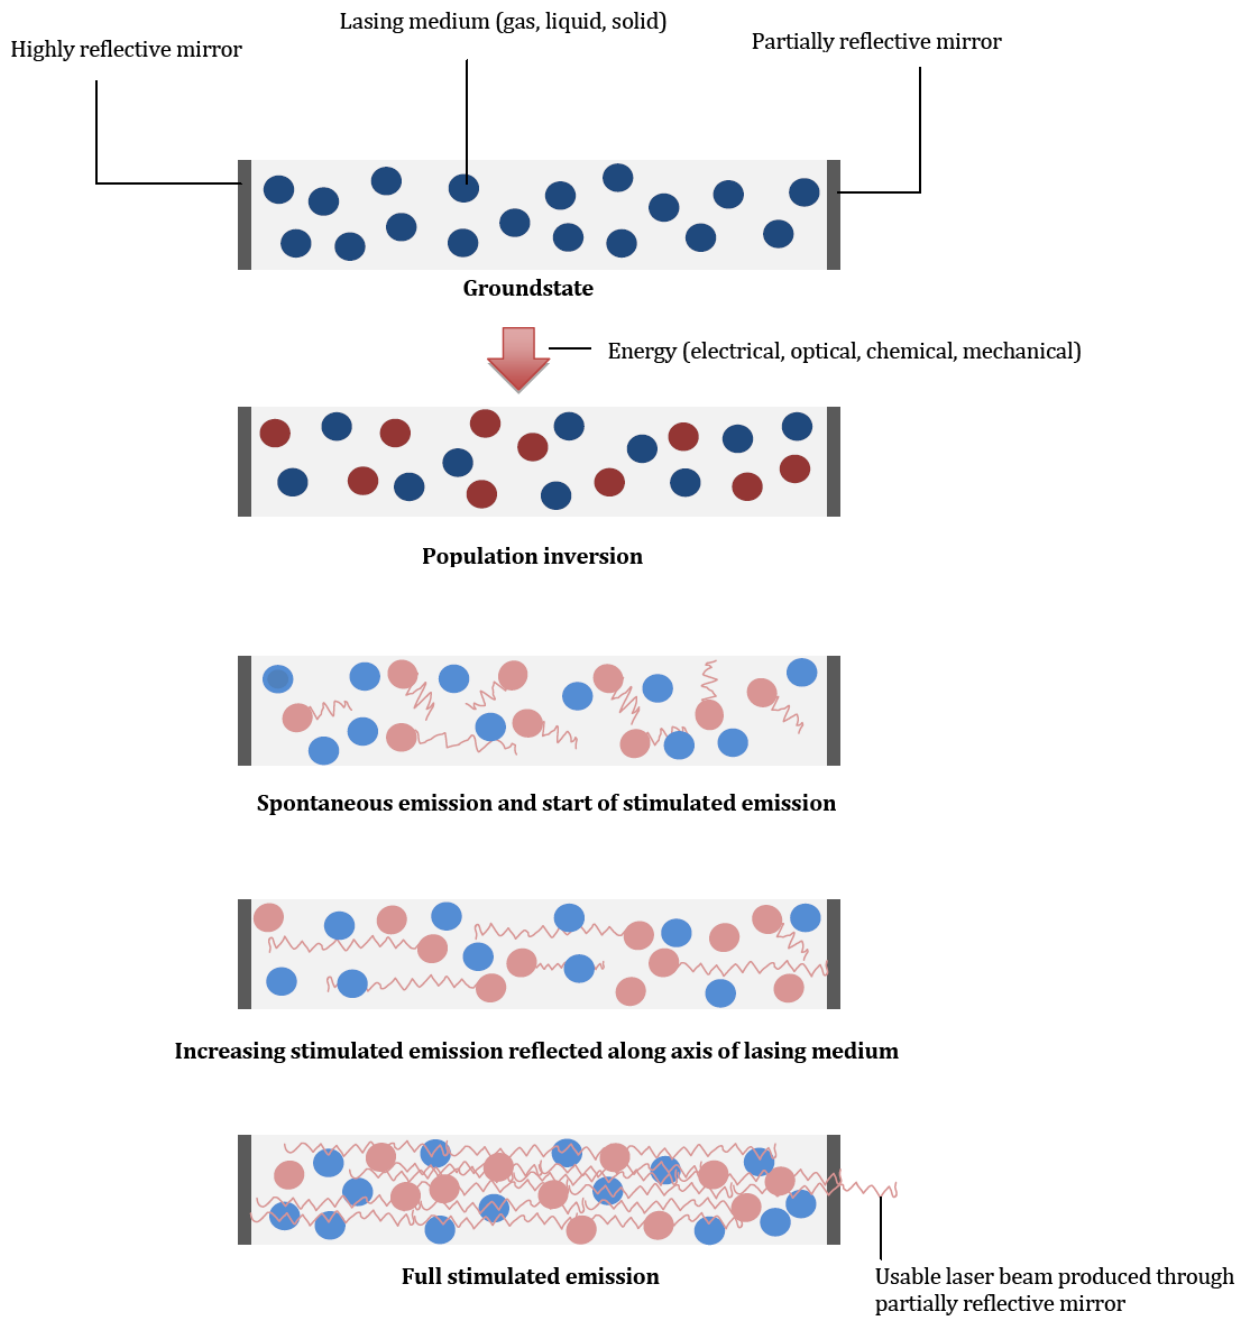 Lasing medium (gas, liquid, solid)
Highly reflective mirror
Partially reflective mirror
Groundstate
Energy (electrical, optical, chemical, mechanical)
Population inversion
Spontaneous emission and start of stimulated emission
Increasing stimulated emission reflected along axis of lasing medium
Full stimulated emission
Usable laser beam produced through
partially reflective mirror